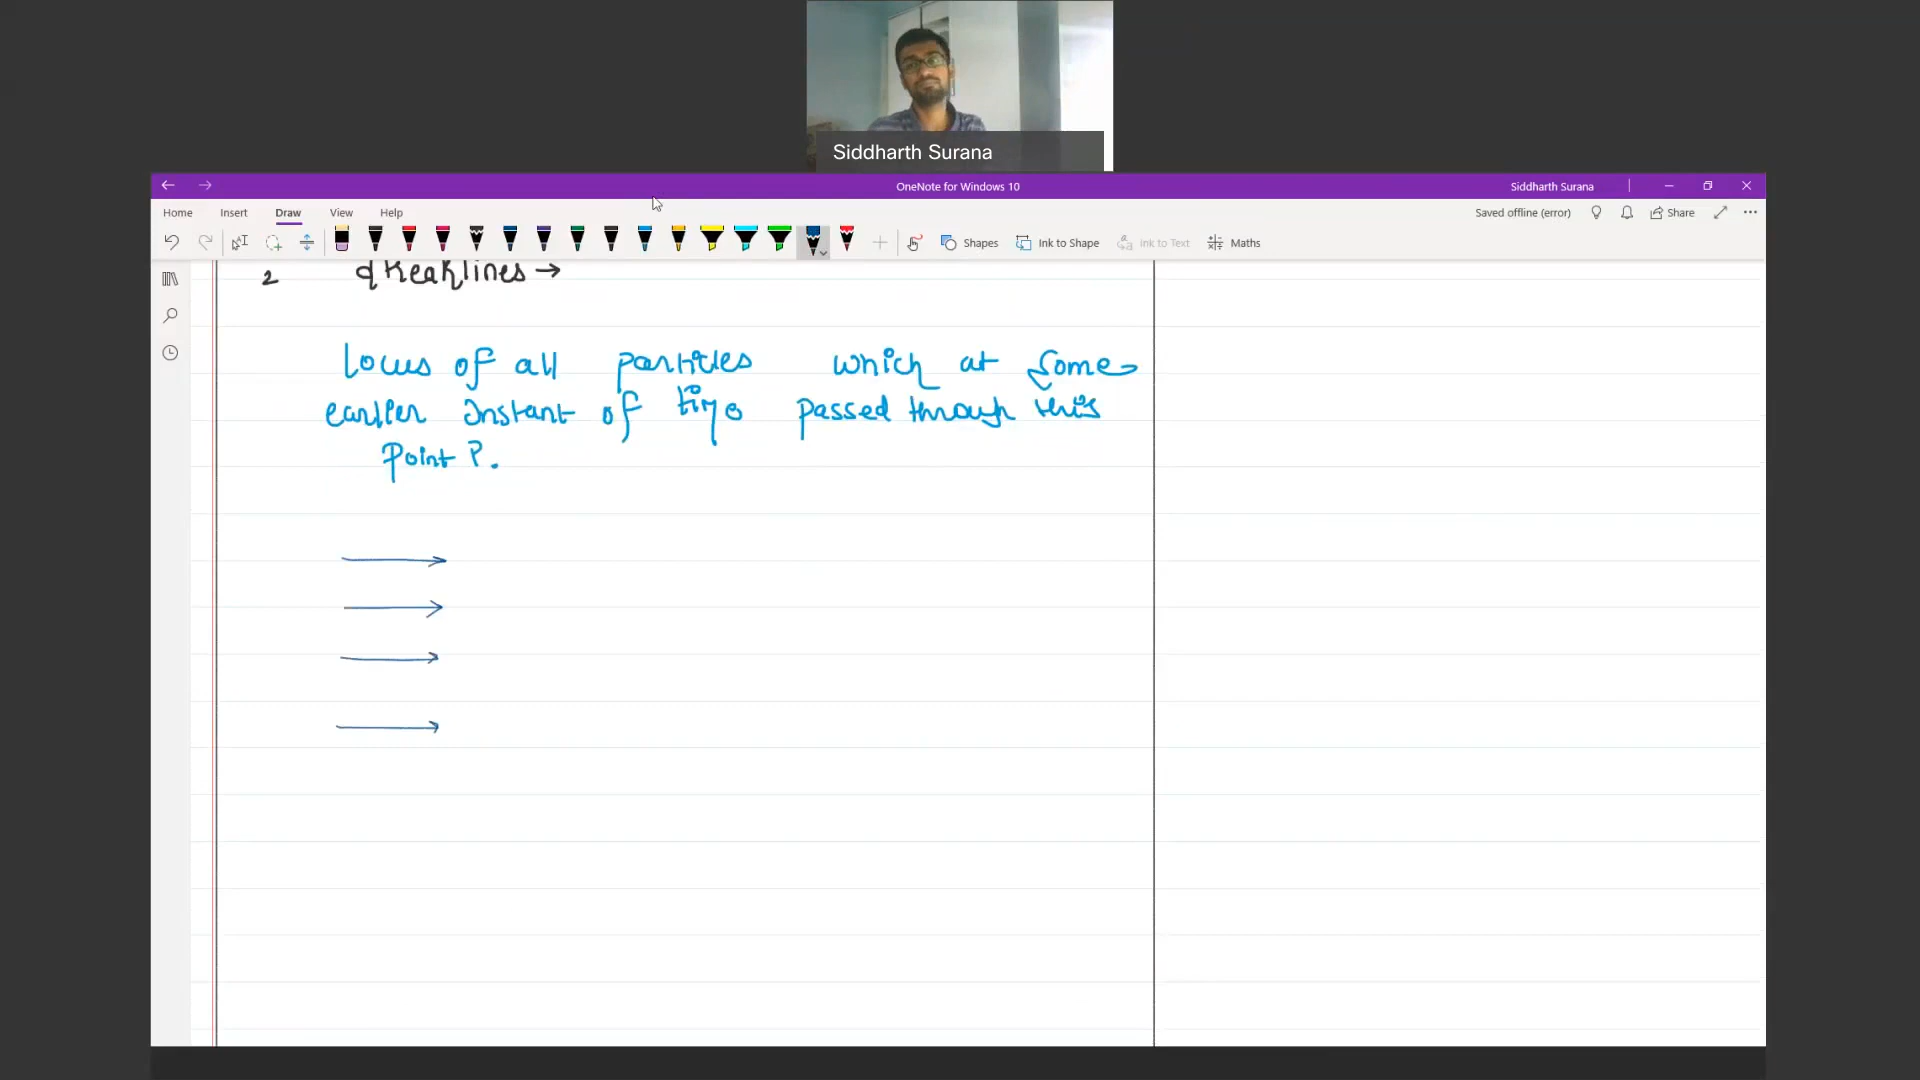 Siddharth Surana
OneNote for Windows 10
Siddharth Surana
Home Insert Draw View Help
Saved offline (error) Share
Shapes Ink to Shape Ink to Text Maths
2 streaklines →
locus of all particles which at some
earlier instant of time passed through this
point P.